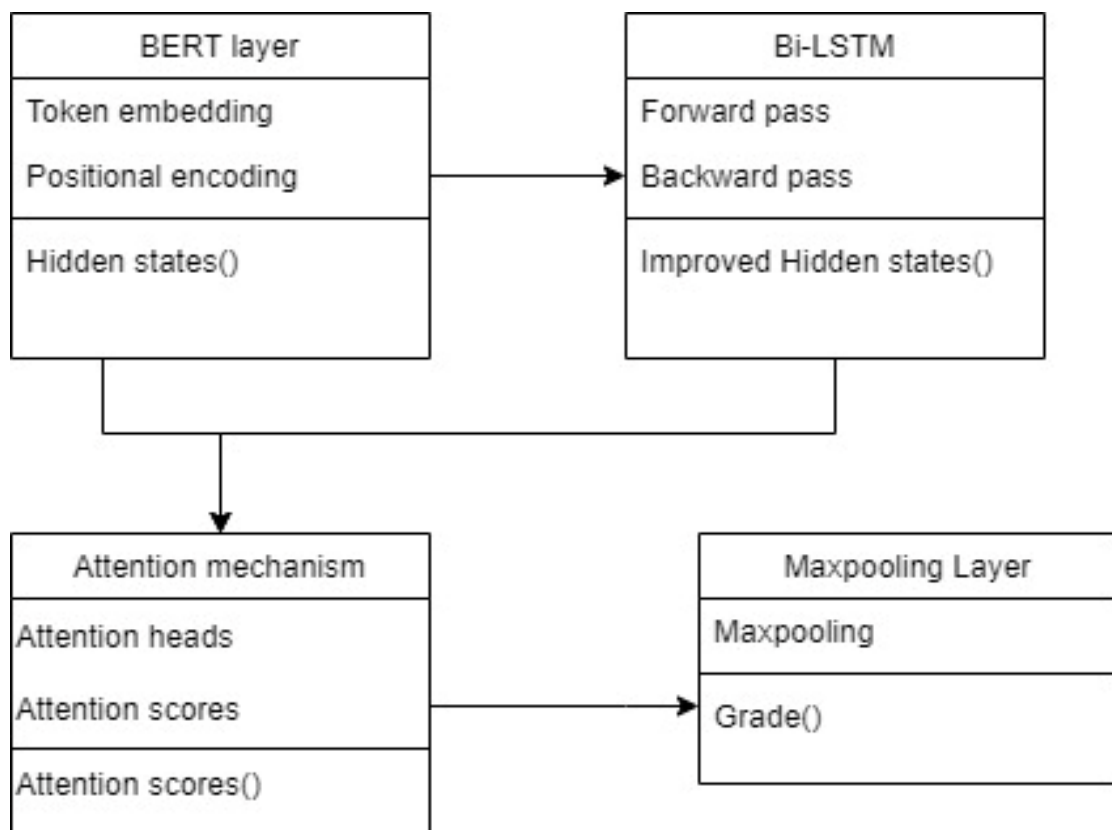 BERT layer
Token embedding
Positional encoding
Hidden states()
Bi-LSTM
Forward pass
Backward pass
Improved Hidden states()
Attention mechanism
Attention heads
Attention scores
Attention scores()
Maxpooling Layer
Maxpooling
Grade()